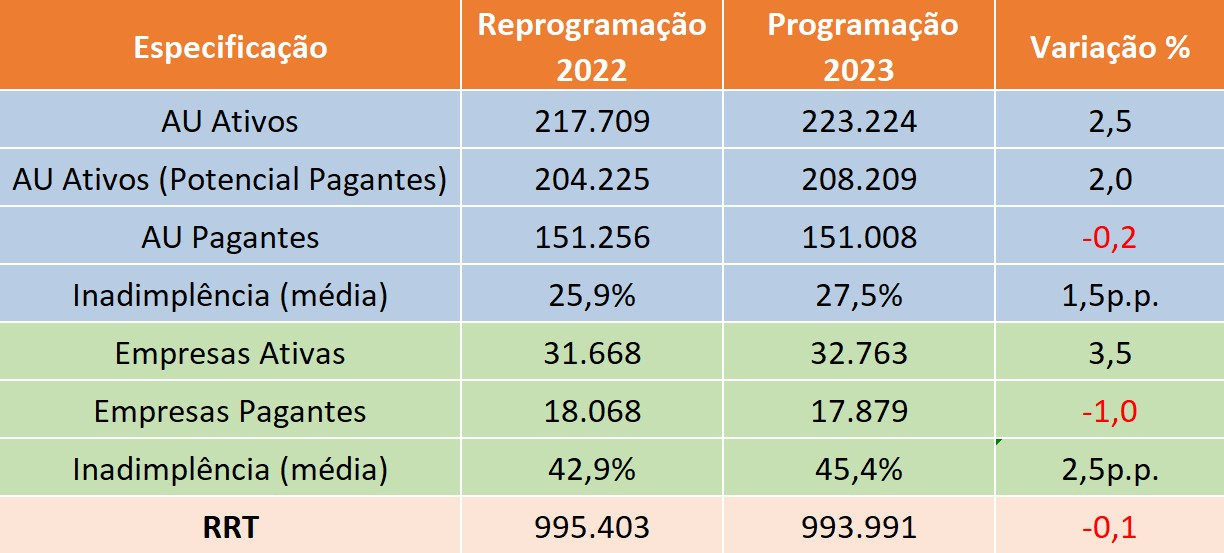 Especificação Reprogramação 2022 Programação 2023 Variação %
AU Ativos 217.709 223.224 2,5
AU Ativos (Potencial Pagantes) 204.225 208.209 2,0
AU Pagantes 151.256 151.008 -0,2
Inadimplência (média) 25,9% 27,5% 1,5p.p.
Empresas Ativas 31.668 32.763 3,5
Empresas Pagantes 18.068 17.879 -1,0
Inadimplência (média) 42,9% 45,4% 2,5p.p.
RRT 995.403 993.991 -0,1